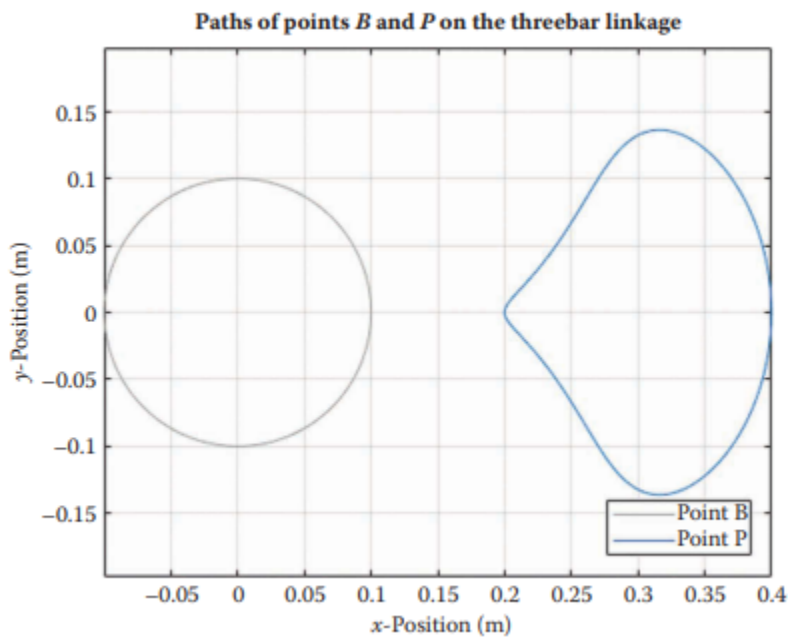 Paths of points B and P on the threebar linkage
0.15
0.1
0.05
0
−0.05
−0.1
−0.15
y-Position (m)
Point B
Point P
−0.05 0 0.05 0.1 0.15 0.2 0.25 0.3 0.35 0.4
x-Position (m)